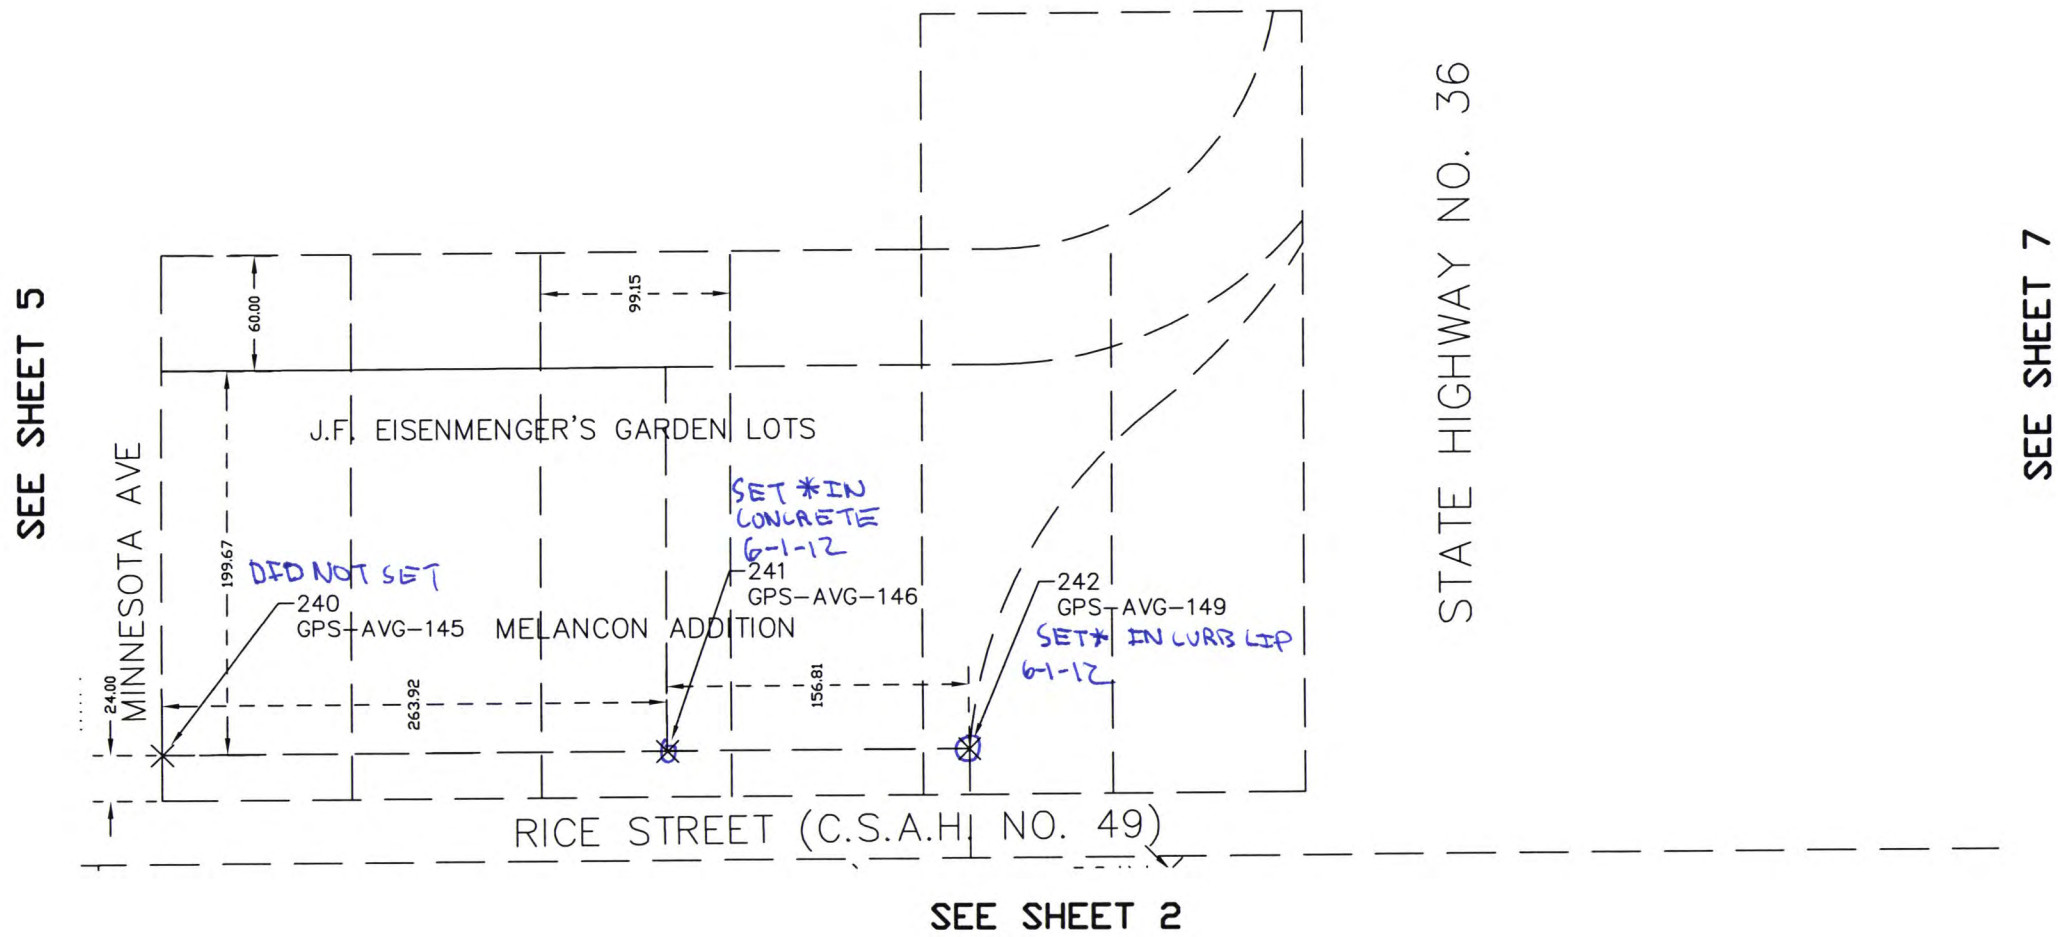 SEE SHEET 5
SEE SHEET 7
STATE HIGHWAY NO. 36
99.15
60.00
J.F. EISENMENGER'S GARDEN LOTS
MINNESOTA AVE
199.67
SET * IN
CONCRETE
6-1-12
241
GPS-AVG-146
DID NOT SET
240
GPS-AVG-145
MELANCON ADDITION
242
GPS-AVG-149
SET* IN CURB LIP
6-1-12
24.00
263.92
156.81
RICE STREET (C.S.A.H. NO. 49)
SEE SHEET 2